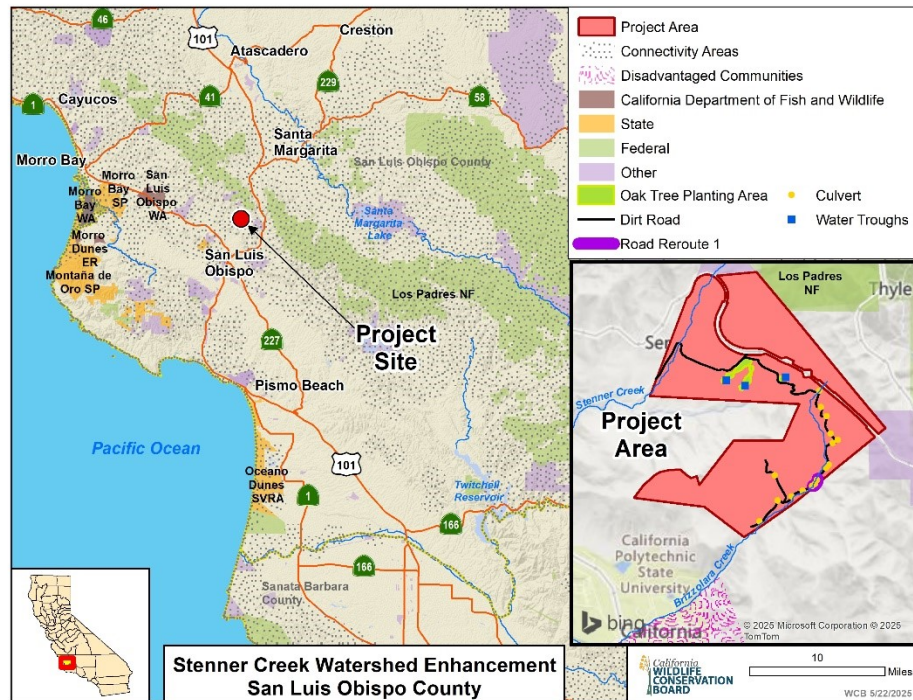 46
101
Atascadero
Creston
229
41
58
1
Cayucos
Santa
Margarita
San Luis Obispo County
Morro Bay
Morro
Bay
SP
San
Luis
Obispo
WA
Morro
Bay
WA
Santa
Margarita
Lake
Morro
Dunes
ER
San Luis
Obispo
Montaña de
Oro SP
Los Padres NF
Project
Site
227
Pismo Beach
Pacific Ocean
101
Oceano
Dunes
SVRA
1
Twitchell
Reservoir
166
166
Sanata Barbara
County
Stenner Creek Watershed Enhancement
San Luis Obispo County
Project Area
Connectivity Areas
Disadvantaged Communities
California Department of Fish and Wildlife
State
Federal
Other
Oak Tree Planting Area
Culvert
Dirt Road
Water Troughs
Road Reroute 1
Los Padres
NF
Thyle
Ser
Stenner Creek
Project
Area
California
Polytechnic
State
University
Brizzolara Creek
bing
California
© 2025 Microsoft Corporation © 2025
TomTom
California
WILDLIFE
CONSERVATION
BOARD
10
Miles
WCB 5/22/2025